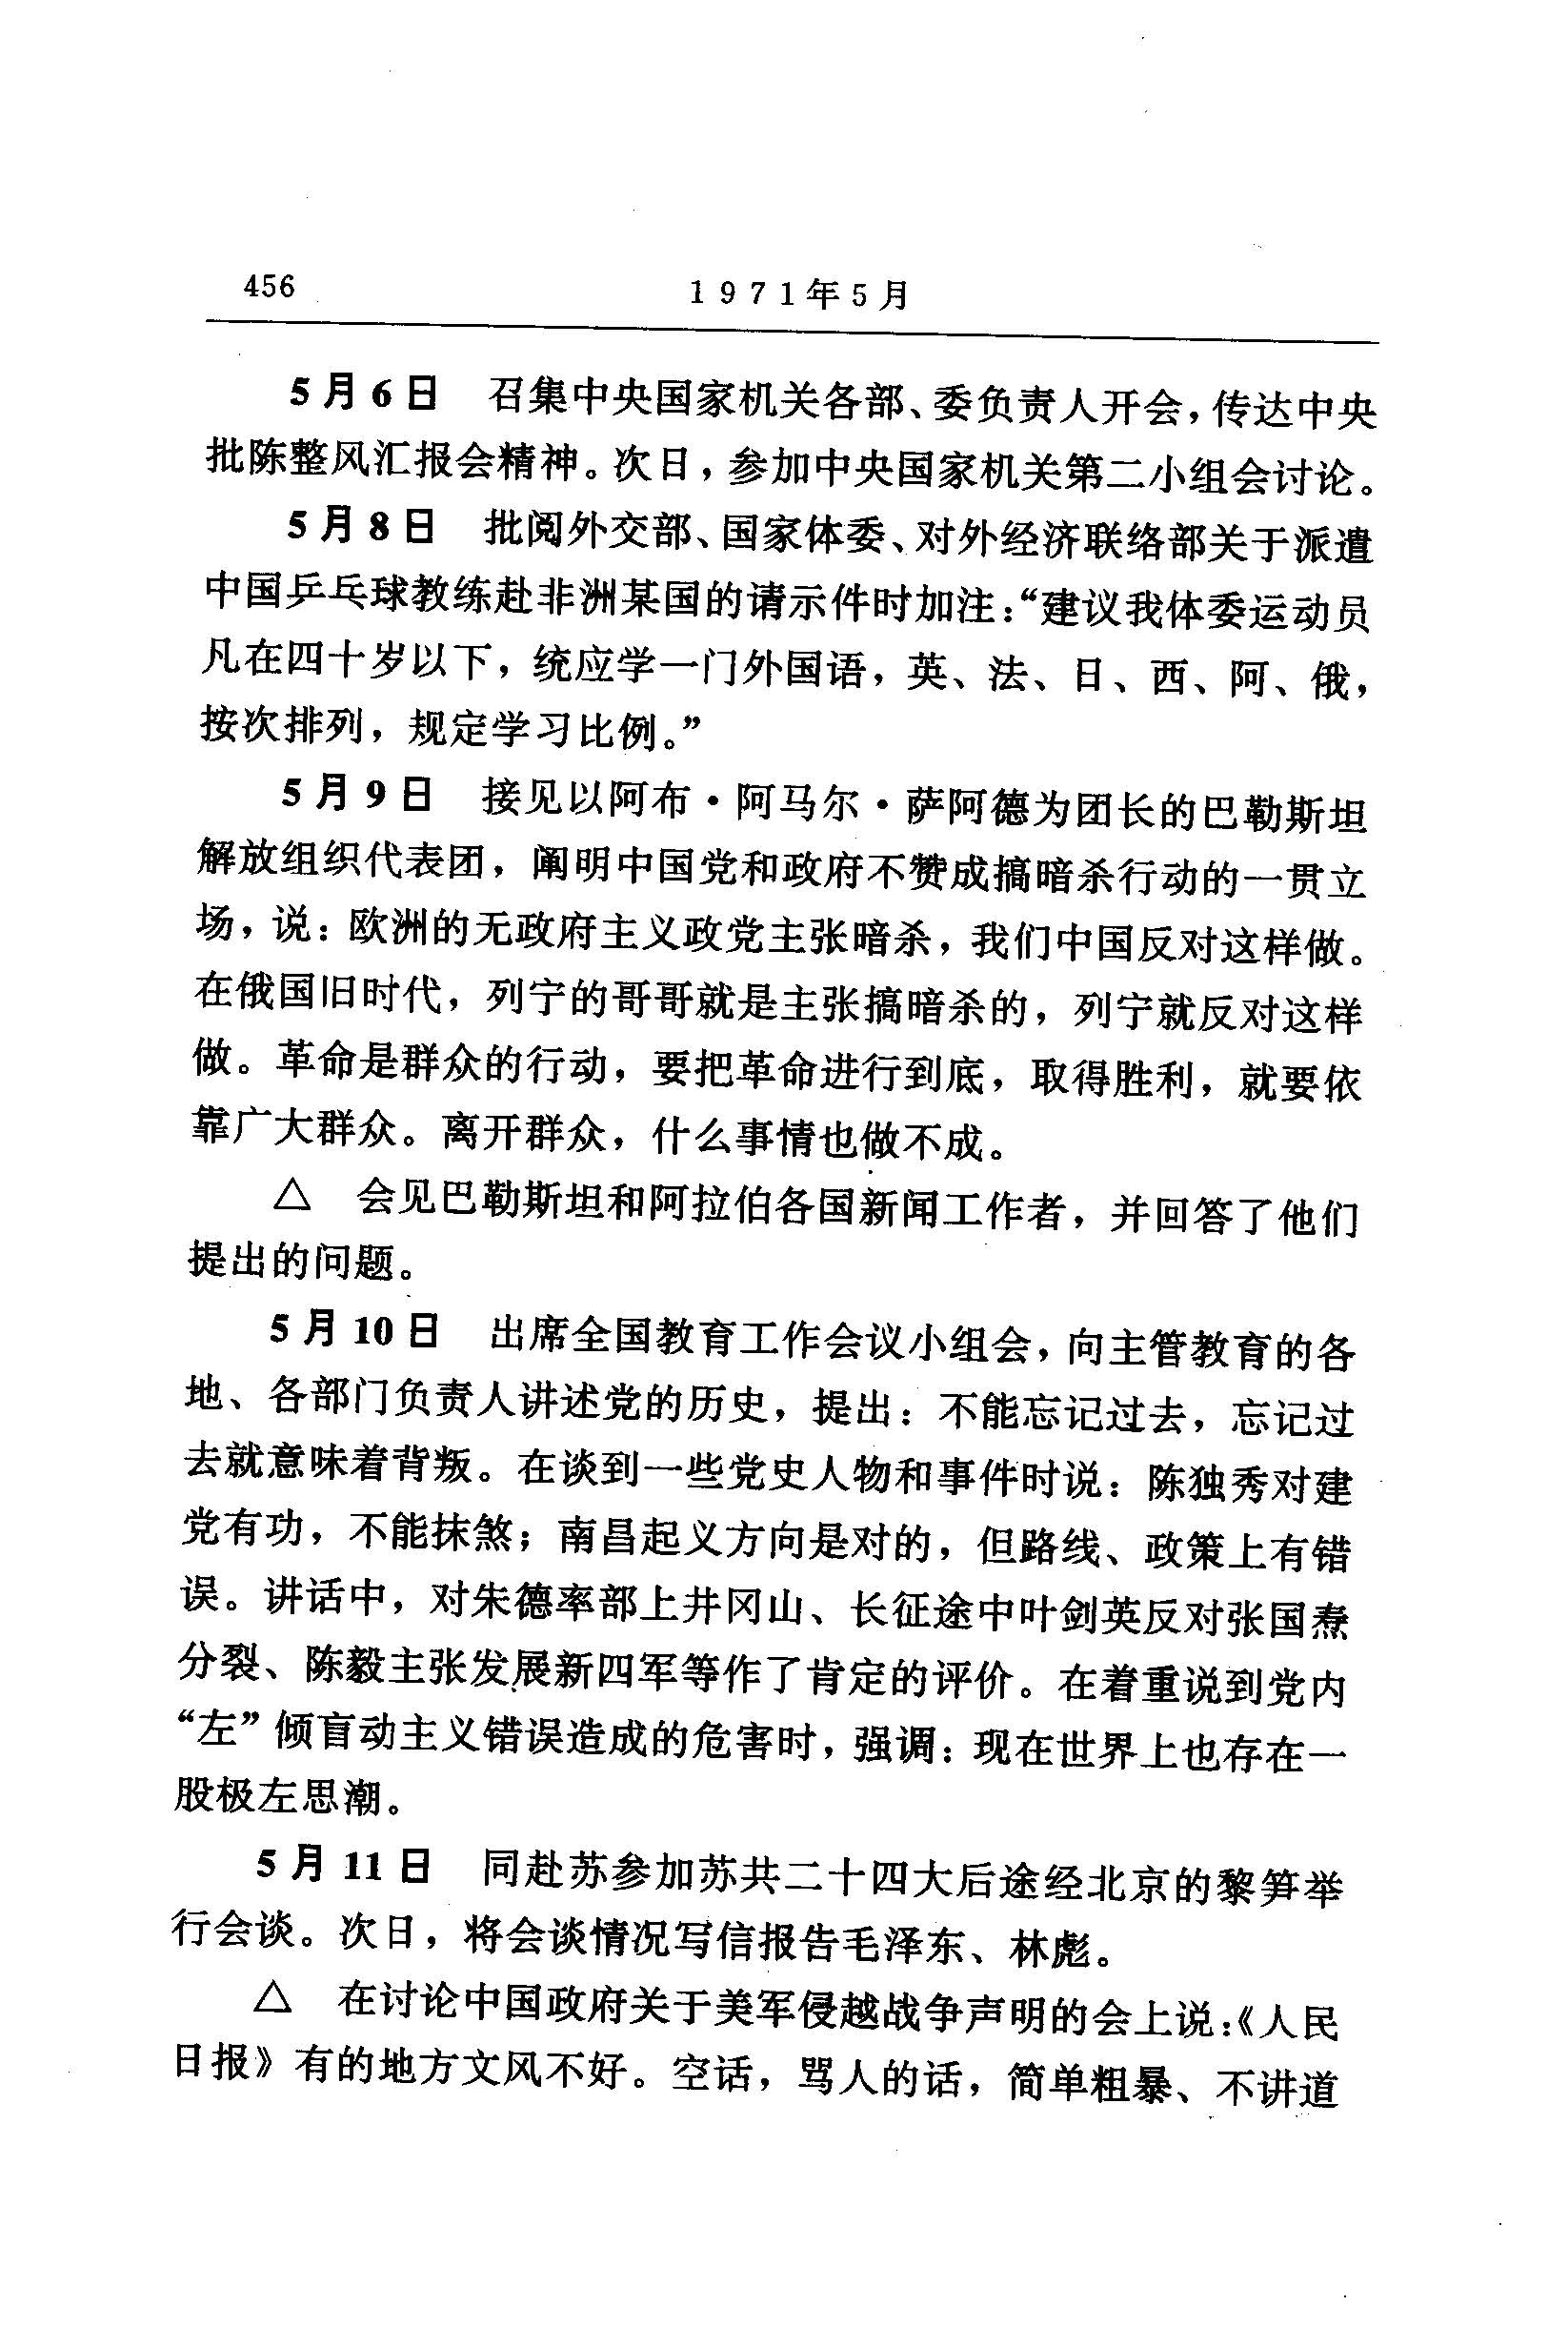 456
1971年5月
5月6日 召集中央国家机关各部、委负责人开会，传达中央
批陈整风汇报会精神。次日，参加中央国家机关第二小组会讨论。
5月8日 批阅外交部、国家体委、对外经济联络部关于派遣
中国乒乓球教练赴非洲某国的请示件时加注：“建议我体委运动员
凡在四十岁以下，统应学一门外国语，英、法、日、西、阿、俄，
按次排列，规定学习比例。”
5月9日 接见以阿布·阿马尔·萨阿德为团长的巴勒斯坦
解放组织代表团，阐明中国党和政府不赞成搞暗杀行动的一贯立
场，说：欧洲的无政府主义政党主张暗杀，我们中国反对这样做。
在俄国旧时代，列宁的哥哥就是主张搞暗杀的，列宁就反对这样
做。革命是群众的行动，要把革命进行到底，取得胜利，就要依
靠广大群众。离开群众，什么事情也做不成。
△ 会见巴勒斯坦和阿拉伯各国新闻工作者，并回答了他们
提出的问题。
5月10日 出席全国教育工作会议小组会，向主管教育的各
地、各部门负责人讲述党的历史，提出：不能忘记过去，忘记过
去就意味着背叛。在谈到一些党史人物和事件时说：陈独秀对建
党有功，不能抹煞；南昌起义方向是对的，但路线、政策上有错
误。讲话中，对朱德率部上井冈山、长征途中叶剑英反对张国焘
分裂、陈毅主张发展新四军等作了肯定的评价。在着重说到党内
“左”倾盲动主义错误造成的危害时，强调：现在世界上也存在一
股极左思潮。
5月11日 同赴苏参加苏共二十四大后途经北京的黎笋举
行会谈。次日，将会谈情况写信报告毛泽东、林彪。
△ 在讨论中国政府关于美军侵越战争声明的会上说：《人民
日报》有的地方文风不好。空话，骂人的话，简单粗暴、不讲道